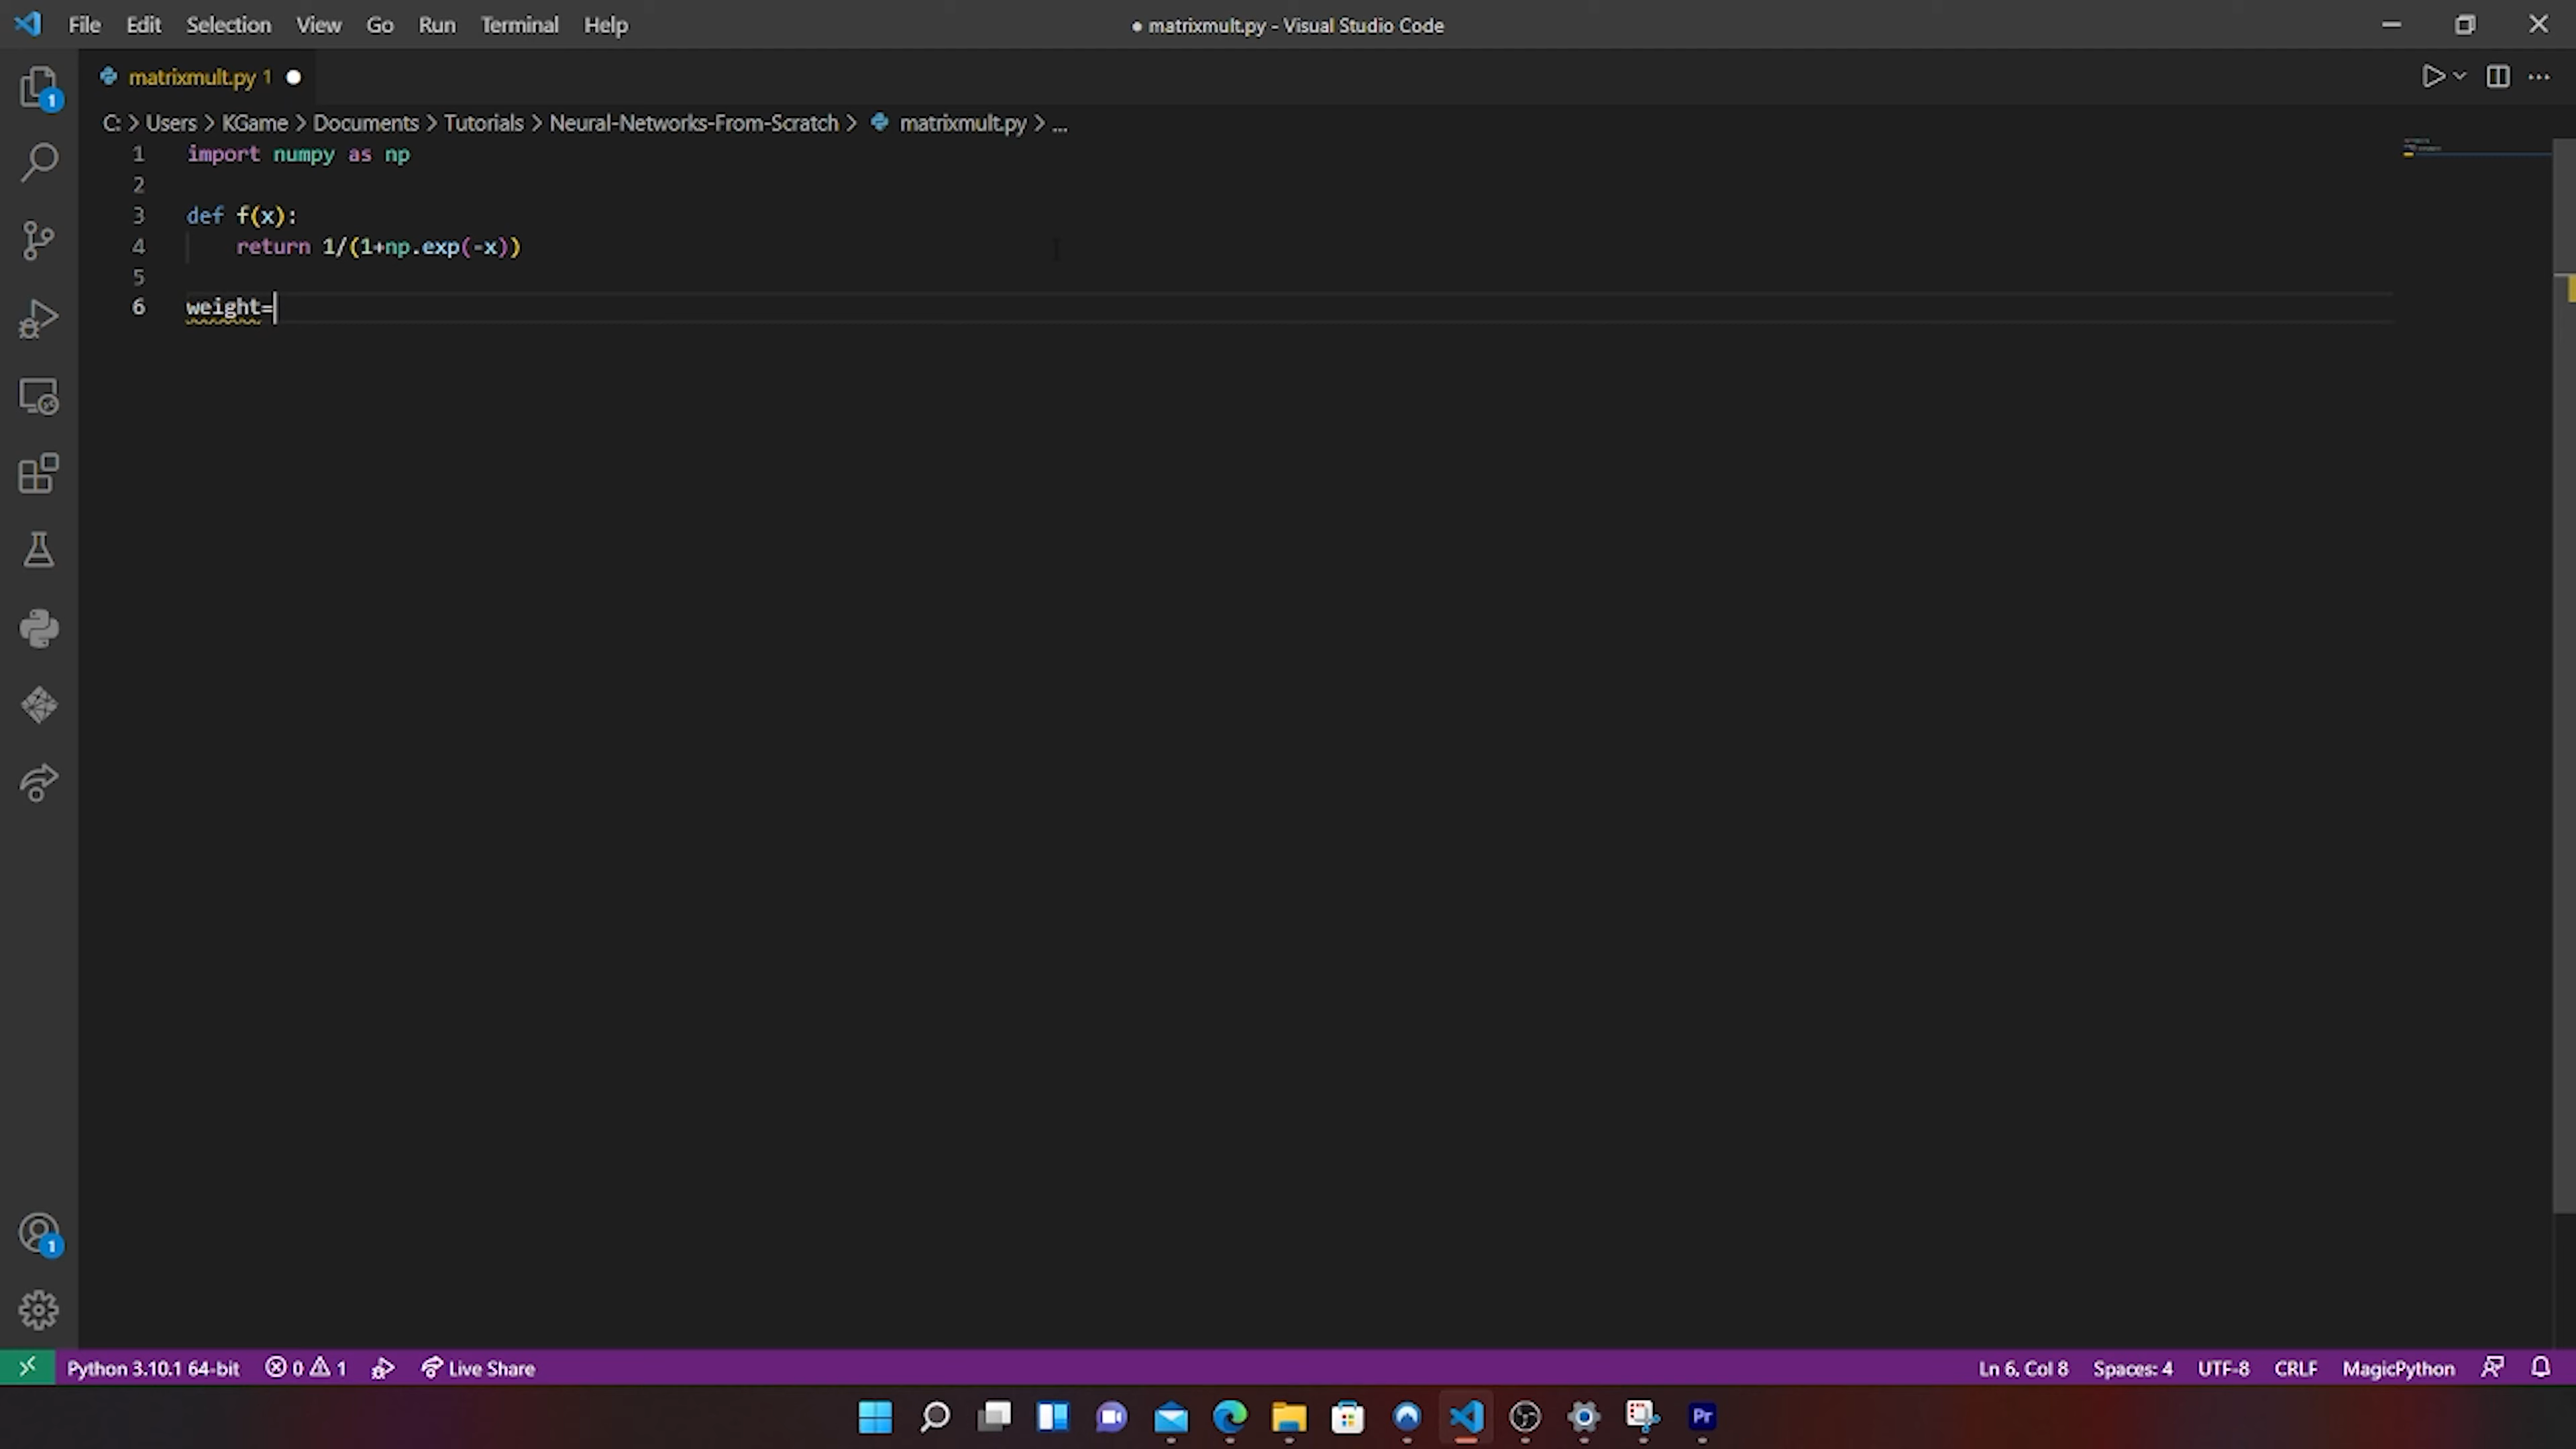 File Edit Selection View Go Run Terminal Help
● matrixmult.py - Visual Studio Code
matrixmult.py 1
C: > Users > KGame > Documents > Tutorials > Neural-Networks-From-Scratch > matrixmult.py > ...
1 import numpy as np
2
3 def f(x):
4 return 1/(1+np.exp(-x))
5
6 weight=
1
1
Python 3.10.1 64-bit 0 1 Live Share
Ln 6, Col 8 Spaces: 4 UTF-8 CRLF MagicPython
Pr